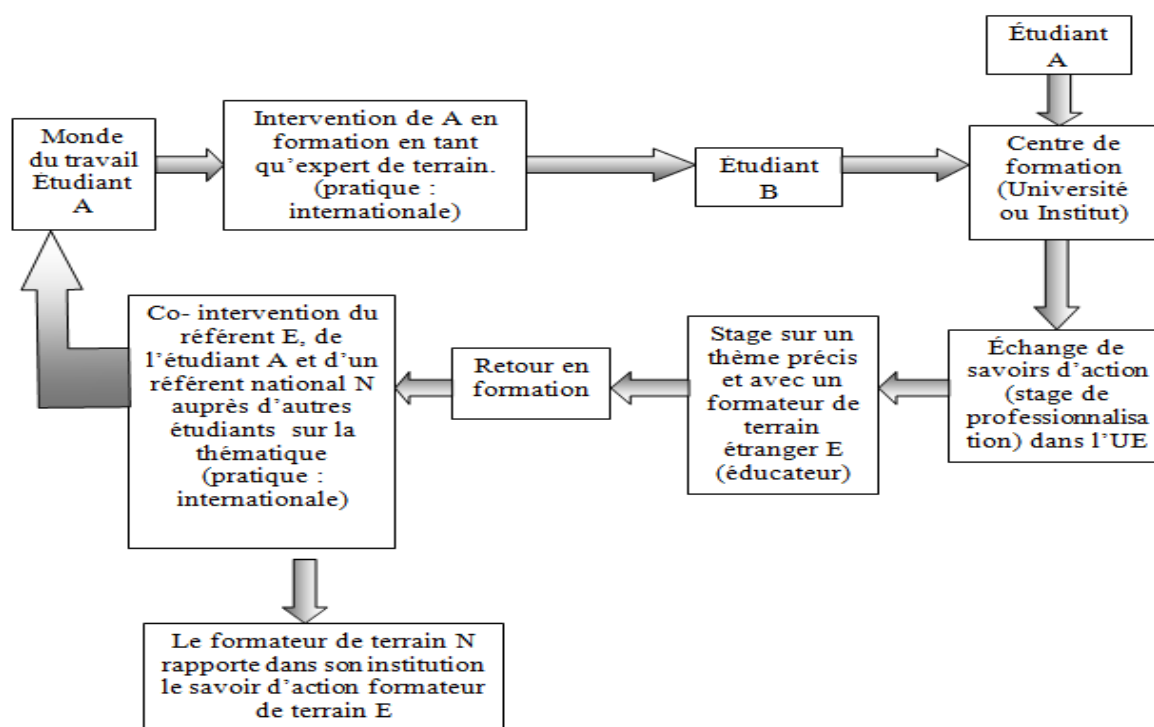 Étudiant
A
Monde
du travail
Étudiant
A
Intervention de A en
formation en tant
qu'expert de terrain.
(pratique :
internationale)
Étudiant
B
Centre de
formation
(Université
ou Institut)
Co- intervention du
référent E, de
l'étudiant A et d'un
référent national N
auprès d'autres
étudiants sur la
thématique
(pratique :
internationale)
Retour en
formation
Stage sur un
thème précis
et avec un
formateur de
terrain
étranger E
(éducateur)
Échange de
savoirs d'action
(stage de
professionnalisa
tion) dans l'UE
Le formateur de terrain N
rapporte dans son institution
le savoir d'action formateur
de terrain E